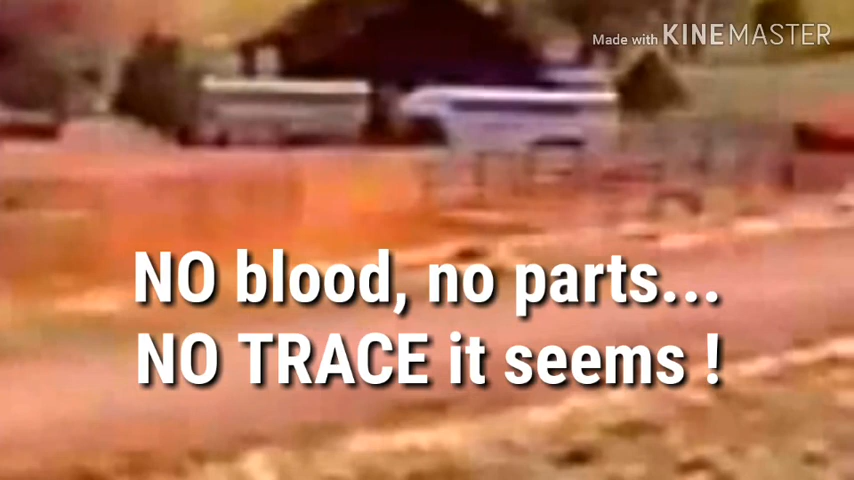 Made with KINEMASTER
NO blood, no parts...
NO TRACE it seems !